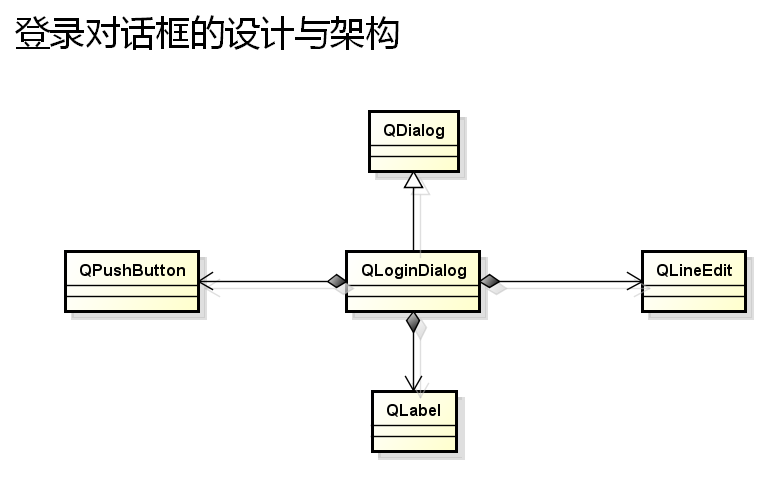 登录对话框的设计与架构
QDialog
QPushButton
QLoginDialog
QLineEdit
QLabel